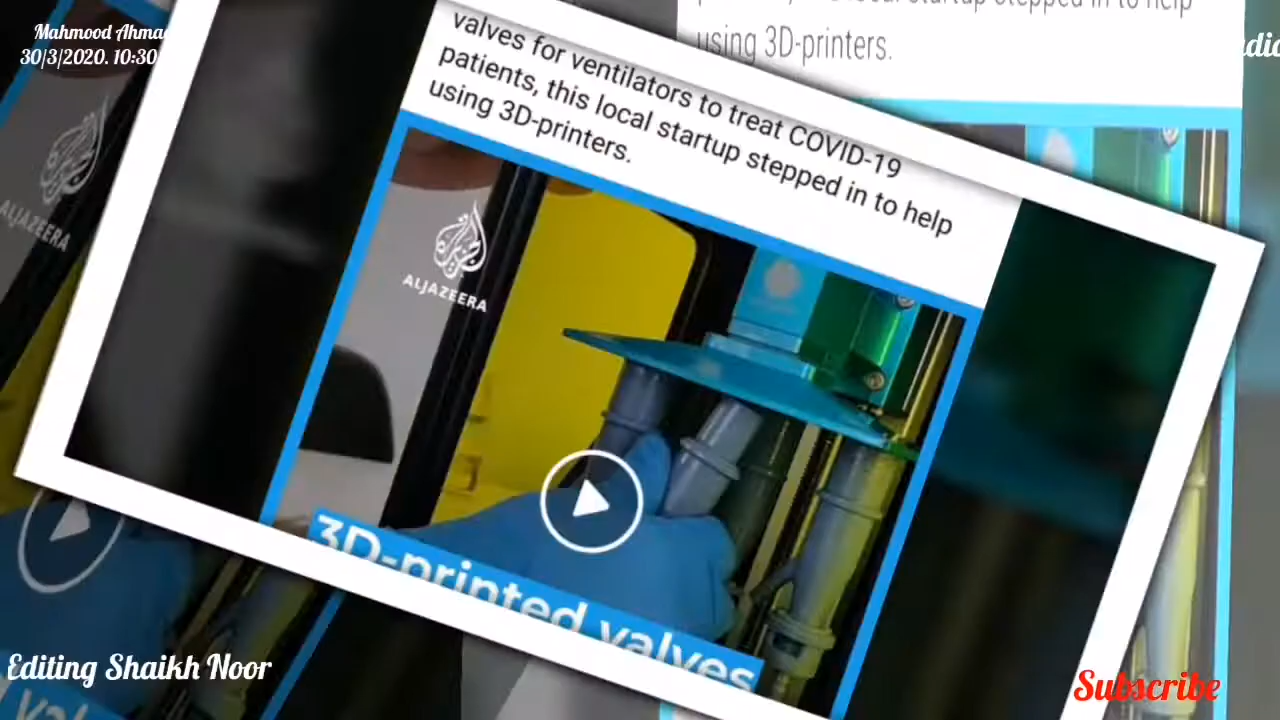 Mahmood Ahma
30/3/2020. 10:30
using 3D-printers.
valves for ventilators to treat COVID-19
patients, this local startup stepped in to help
using 3D-printers.
ALJAZEERA
ALJAZEERA
3D-printed valves
Editing Shaikh Noor
Subscribe